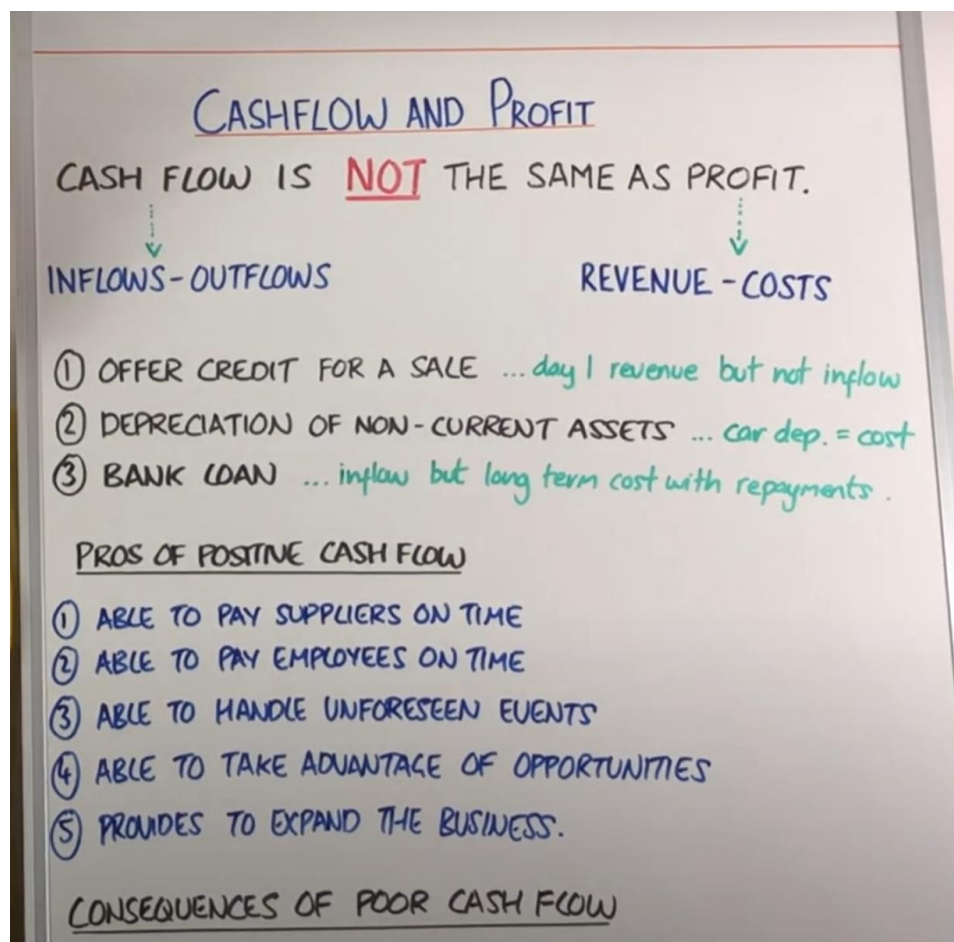 CASHFLOW AND PROFIT
CASH FLOW IS NOT THE SAME AS PROFIT.
INFLOWS - OUTFLOWS REVENUE - COSTS
① OFFER CREDIT FOR A SALE ... day 1 revenue but not inflow
② DEPRECIATION OF NON-CURRENT ASSETS ... car dep. = cost
③ BANK LOAN ... inflow but long term cost with repayments.
PROS OF POSITIVE CASH FLOW
① ABLE TO PAY SUPPLIERS ON TIME
② ABLE TO PAY EMPLOYEES ON TIME
③ ABLE TO HANDLE UNFORESEEN EVENTS
④ ABLE TO TAKE ADVANTAGE OF OPPORTUNITIES
⑤ PROVIDES TO EXPAND THE BUSINESS.
CONSEQUENCES OF POOR CASH FLOW